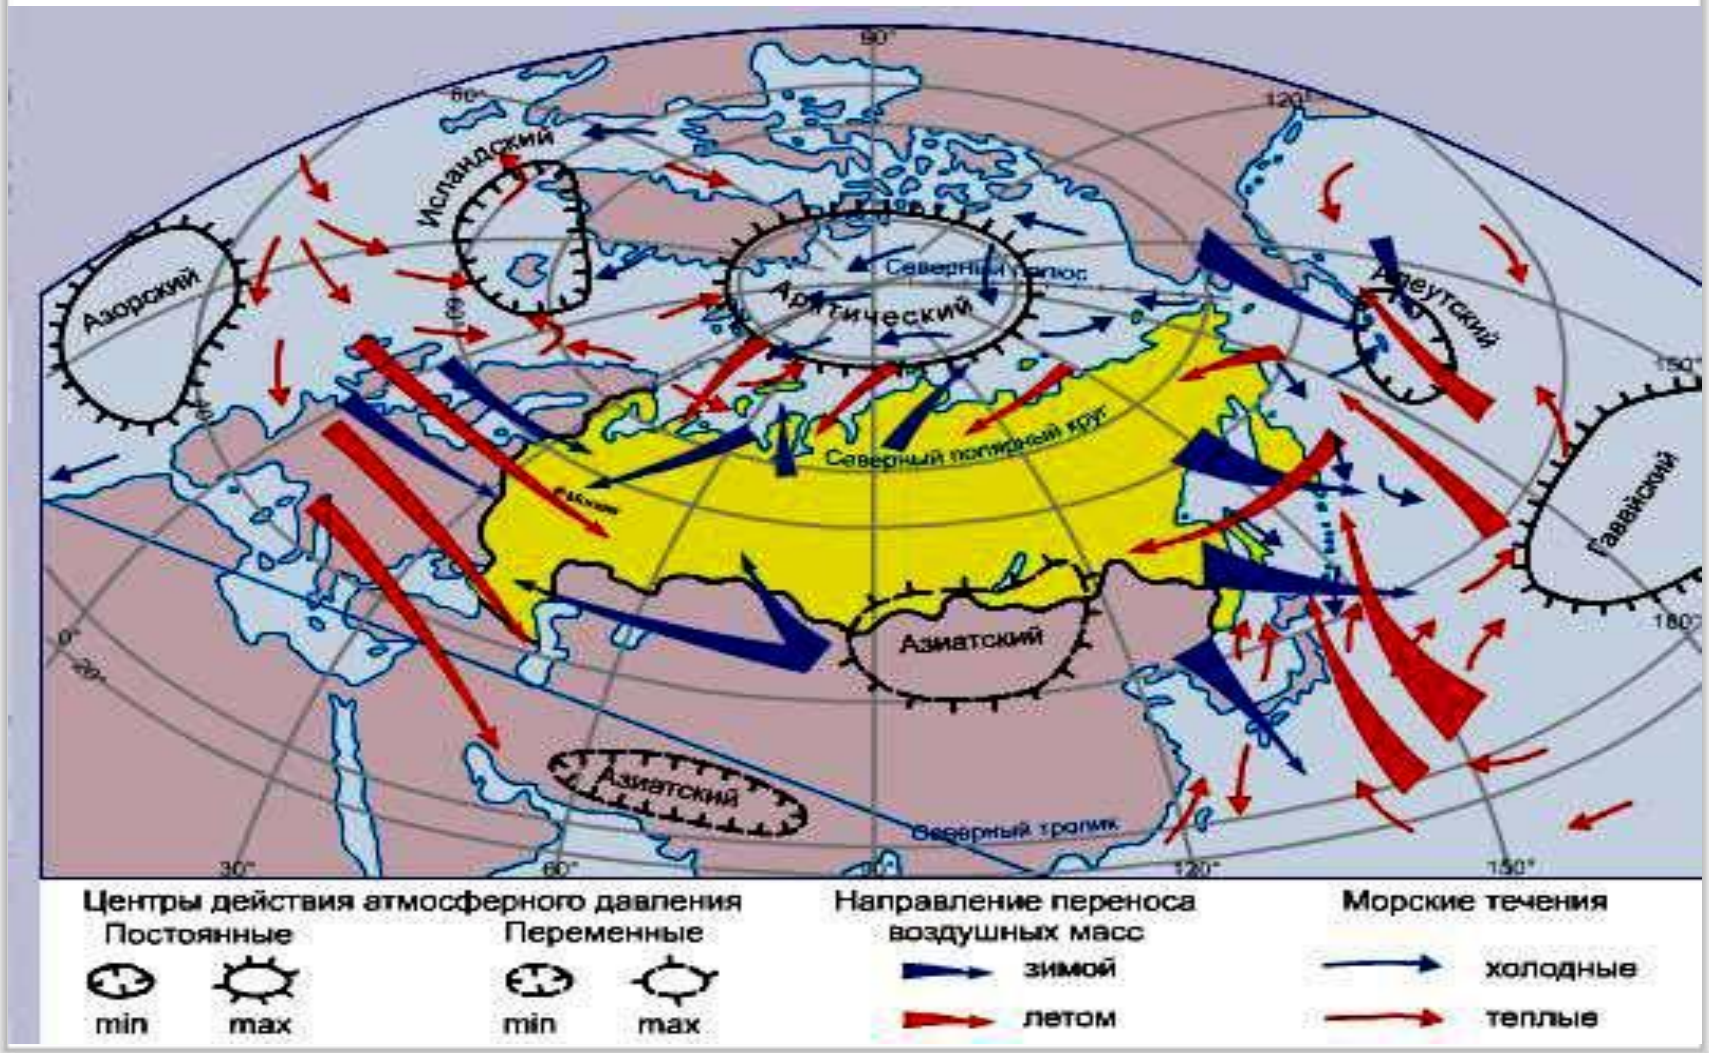 90°
60°
120°
Исландский
Азорский
Северный полюс
Арктический
Алеутский
60°
150°
Северный полярный круг
Гавайский
Азиатский
0°
180°
20°
Азиатский
Северный тропик
30°
60°
90°
120°
150°
Центры действия атмосферного давления
Постоянные
Переменные
min
max
min
max
Направление переноса
воздушных масс
зимой
летом
Морские течения
холодные
теплые